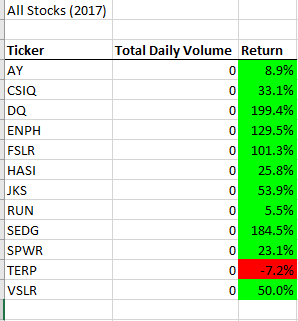 All Stocks (2017)
Ticker Total Daily Volume Return
AY 0 8.9%
CSIQ 0 33.1%
DQ 0 199.4%
ENPH 0 129.5%
FSLR 0 101.3%
HASI 0 25.8%
JKS 0 53.9%
RUN 0 5.5%
SEDG 0 184.5%
SPWR 0 23.1%
TERP 0 -7.2%
VSLR 0 50.0%